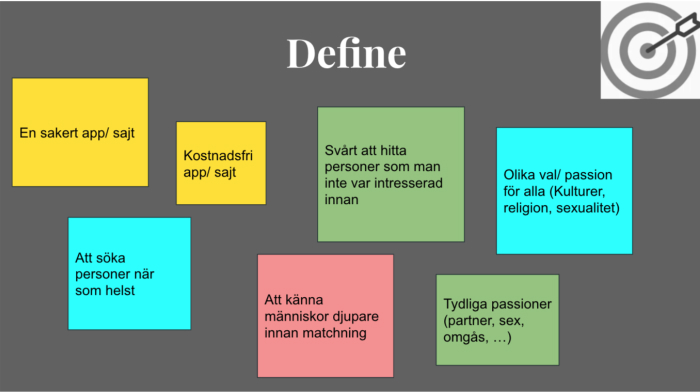 Define
En sakert app/ sajt
Kostnadsfri
app/ sajt
Svårt att hitta
personer som man
inte var intresserad
innan
Olika val/ passion
för alla (Kulturer,
religion, sexualitet)
Att söka
personer när
som helst
Att känna
människor djupare
innan matchning
Tydliga passioner
(partner, sex,
omgås, …)